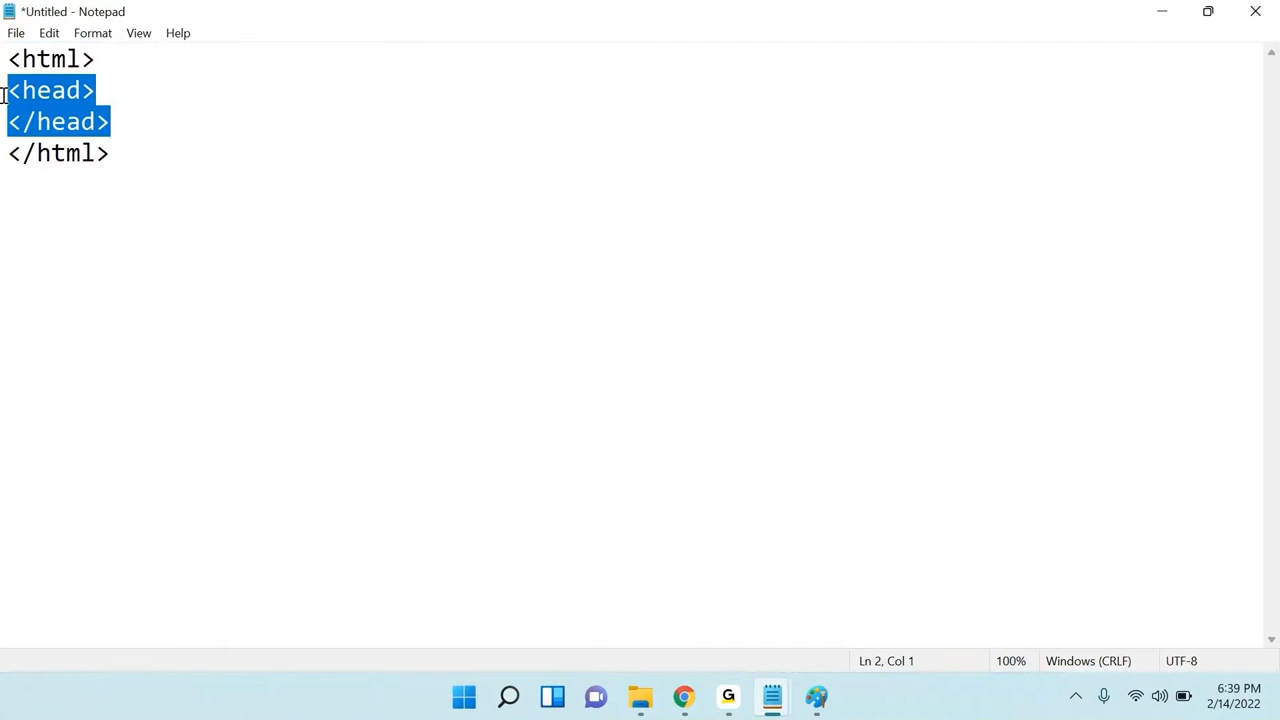 *Untitled - Notepad
File Edit Format View Help
<html>
<head>
</head>
</html>
Ln 2, Col 1 100% Windows (CRLF) UTF-8
G 6:39 PM
2/14/2022